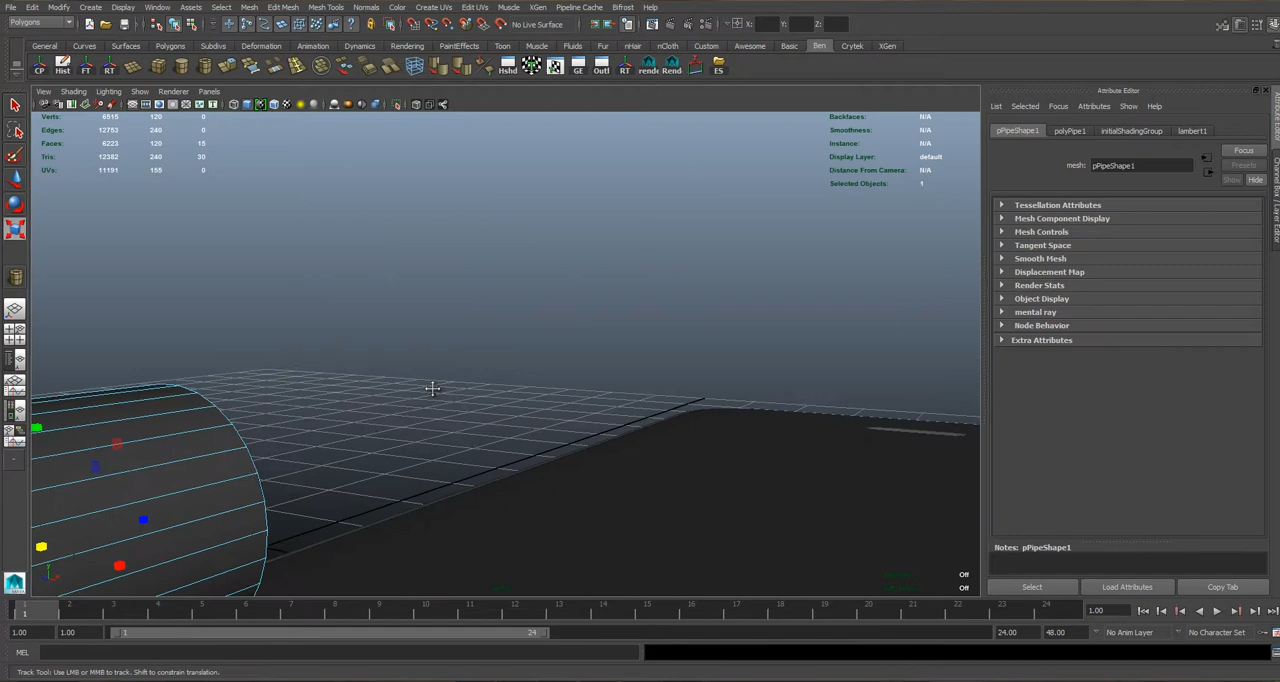 File Edit Modify Create Display Window Assets Select Mesh Edit Mesh Mesh Tools Normals Color Create UVs Edit UVs Muscle XGen Pipeline Cache Bifrost Help
Polygons No Live Surface X: Y: Z:
General Curves Surfaces Polygons Subdivs Deformation Animation Dynamics Rendering PaintEffects Toon Muscle Fluids Fur nHair nCloth Custom Awesome Basic Ben Crytek XGen
CP Hist FT RT Hshd GE Outl RT rende Rend ES
View Shading Lighting Show Renderer Panels
Attribute Editor
List Selected Focus Attributes Show Help
Verts: 6515 120 0
Edges: 12753 240 0
Faces: 6223 120 15
Tris: 12382 240 30
UVs: 11191 155 0
Backfaces: N/A
Smoothness: N/A
Instance: N/A
Display Layer: default
Distance From Camera: N/A
Selected Objects: 1
pPipeShape1 polyPipe1 initialShadingGroup lambert1
Focus
mesh: pPipeShape1 Presets
Show Hide
Tessellation Attributes
Mesh Component Display
Mesh Controls
Tangent Space
Smooth Mesh
Displacement Map
Render Stats
Object Display
mental ray
Node Behavior
Extra Attributes
Attribute Editor
Channel Box / Layer Editor
Notes: pPipeShape1
Select Load Attributes Copy Tab
y x
Off
Off
1 2 3 4 5 6 7 8 9 10 11 12 13 14 15 16 17 18 19 20 21 22 23 24
1 1.00
1.00 1.00 1 24 24.00 48.00 No Anim Layer No Character Set
MEL
Track Tool: Use LMB or MMB to track. Shift to constrain translation.